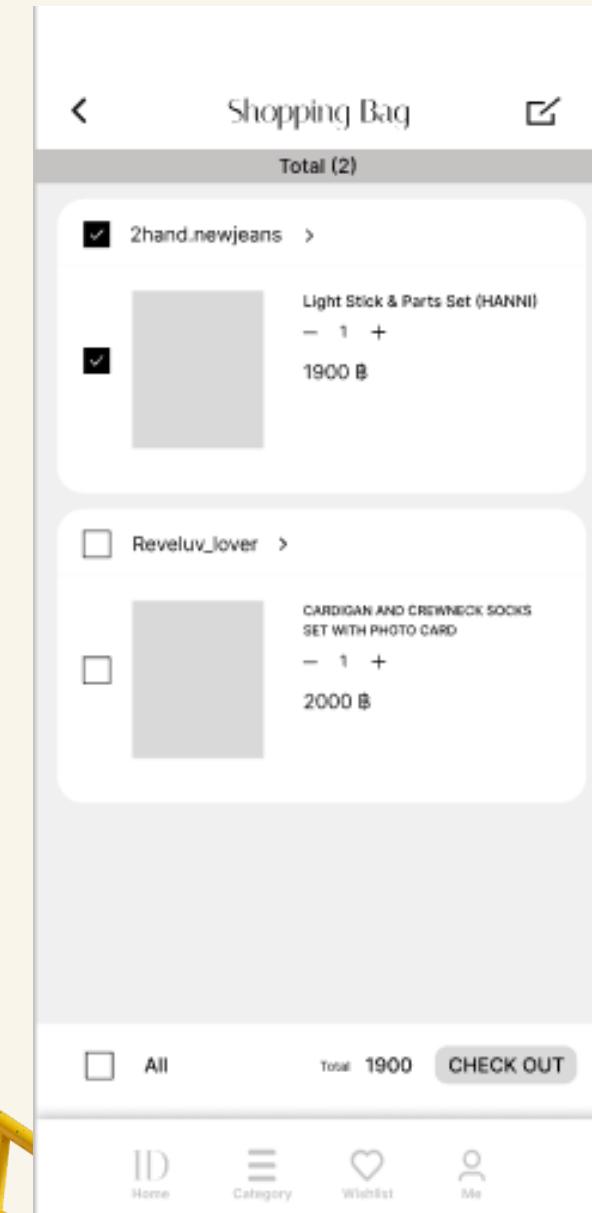 Shopping Bag
Total (2)
2hand.newjeans >
Light Stick & Parts Set (HANNI)
— 1 +
1900 ฿
Reveluv_lover >
CARDIGAN AND CREWNECK SOCKS
SET WITH PHOTO CARD
— 1 +
2000 ฿
All Total 1900 CHECK OUT
ID
Home Category Wishlist Me